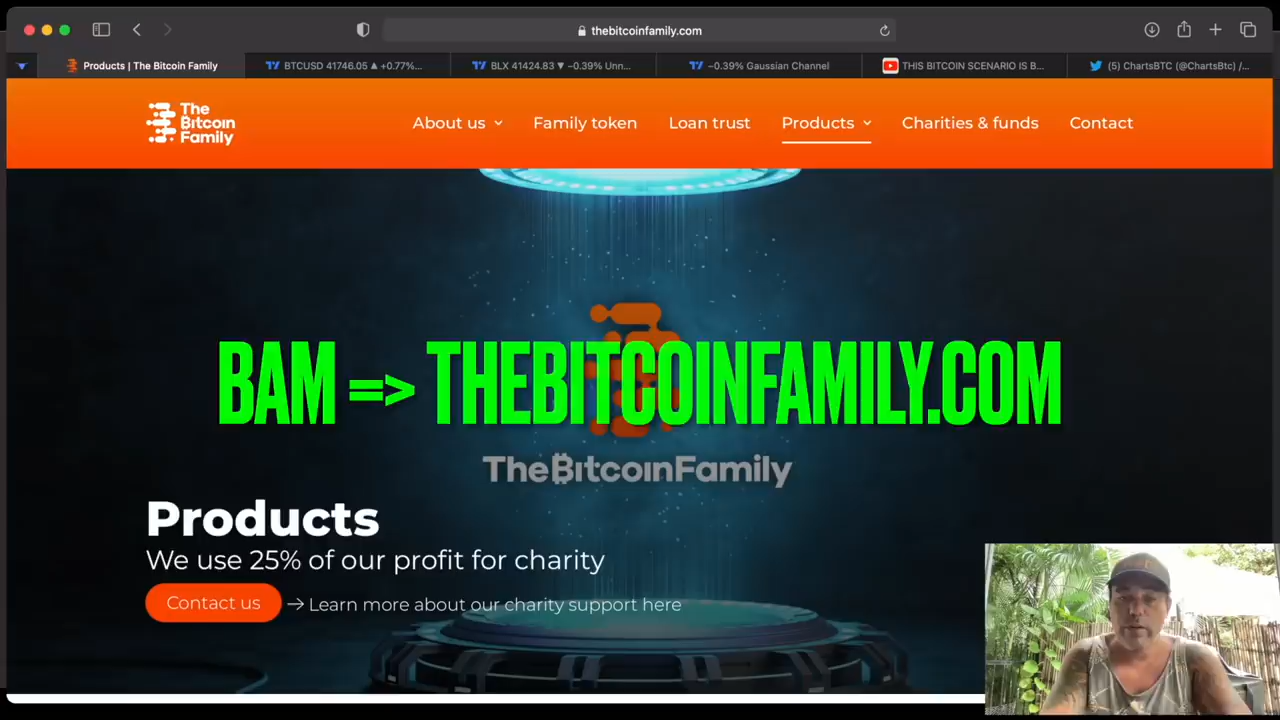 thebitcoinfamily.com
Products | The Bitcoin Family
BTCUSD 41746.05 ▲ +0.77%...
BLX 41424.83 ▼ −0.39% Unn...
−0.39% Gaussian Channel
THIS BITCOIN SCENARIO IS B...
(5) ChartsBTC (@ChartsBtc) /...
The
Bitcoin
Family
About us
Family token
Loan trust
Products
Charities & funds
Contact
BAM => THEBITCOINFAMILY.COM
The₿itcoinFamily
Products
We use 25% of our profit for charity
Contact us
→ Learn more about our charity support here